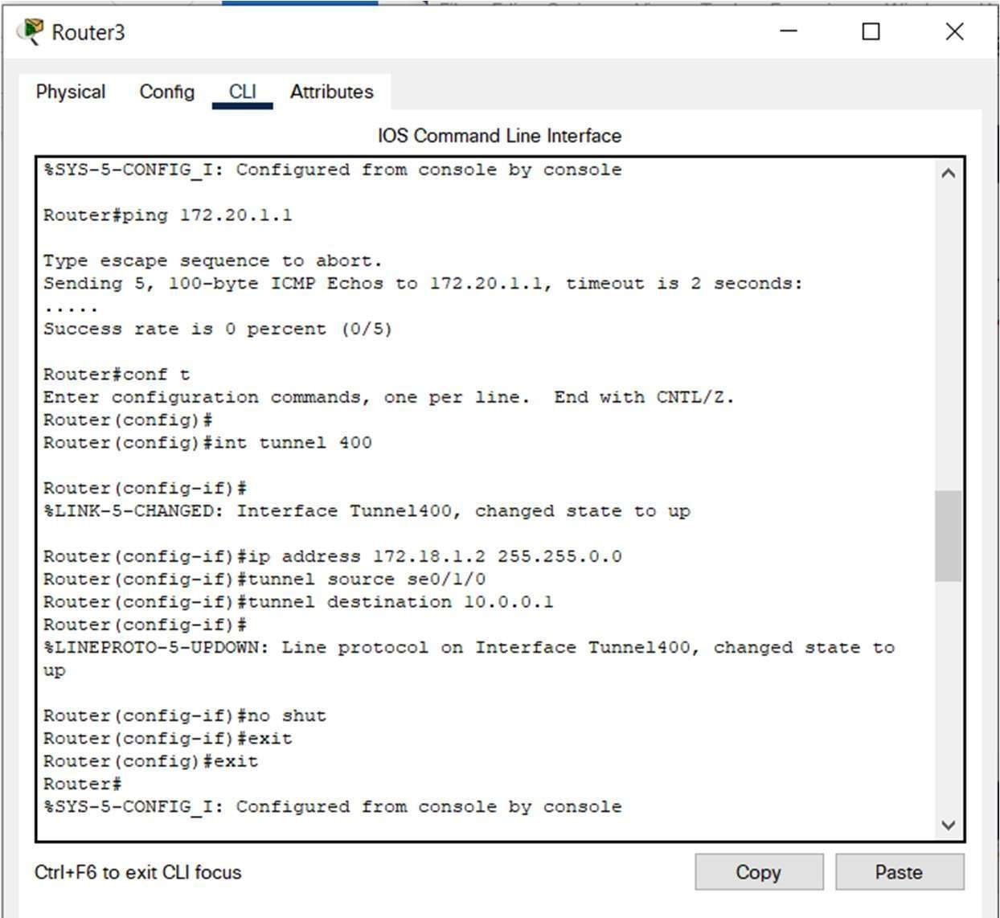 Router3
Physical Config CLI Attributes
IOS Command Line Interface
%SYS-5-CONFIG_I: Configured from console by console
Router#ping 172.20.1.1
Type escape sequence to abort.
Sending 5, 100-byte ICMP Echos to 172.20.1.1, timeout is 2 seconds:
.....
Success rate is 0 percent (0/5)
Router#conf t
Enter configuration commands, one per line.  End with CNTL/Z.
Router(config)#
Router(config)#int tunnel 400
Router(config-if)#
%LINK-5-CHANGED: Interface Tunnel400, changed state to up
Router(config-if)#ip address 172.18.1.2 255.255.0.0
Router(config-if)#tunnel source se0/1/0
Router(config-if)#tunnel destination 10.0.0.1
Router(config-if)#
%LINEPROTO-5-UPDOWN: Line protocol on Interface Tunnel400, changed state to
up
Router(config-if)#no shut
Router(config-if)#exit
Router(config)#exit
Router#
%SYS-5-CONFIG_I: Configured from console by console
Ctrl+F6 to exit CLI focus
Copy Paste